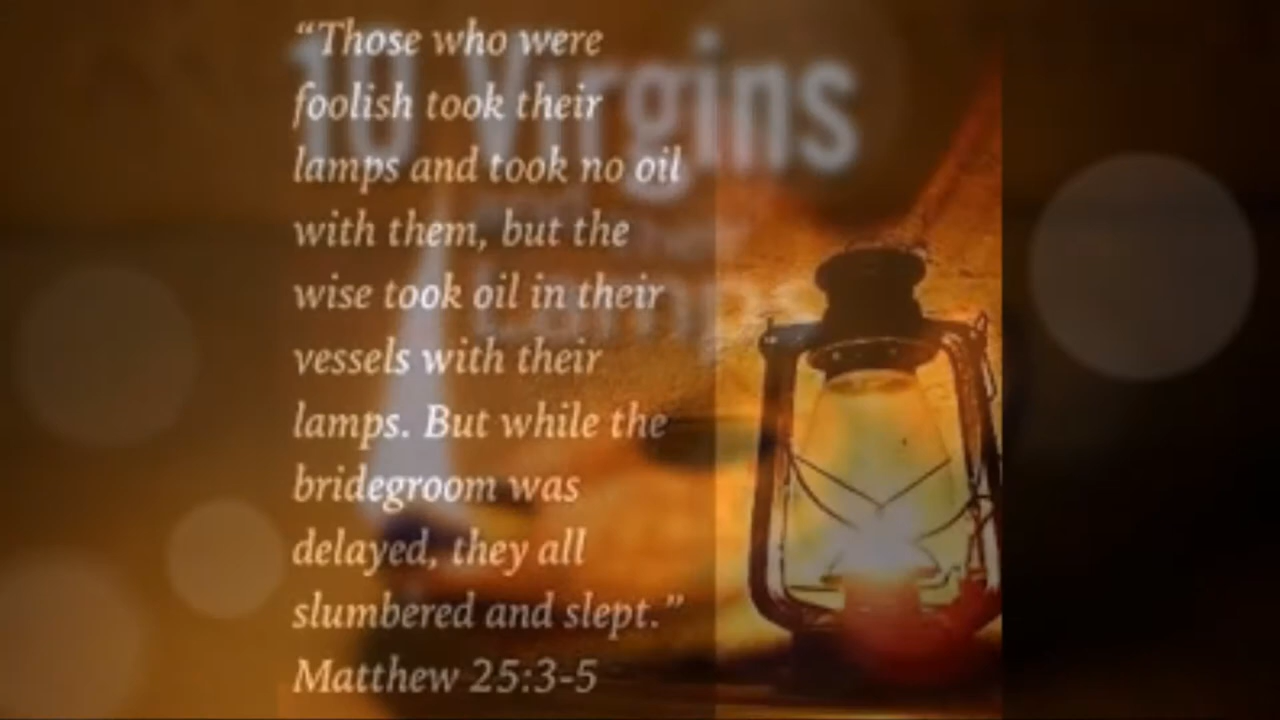 “Those who were
foolish took their
lamps and took no oil
with them, but the
wise took oil in their
vessels with their
lamps. But while the
bridegroom was
delayed, they all
slumbered and slept.”
Matthew 25:3-5
10 Virgins
Lamp